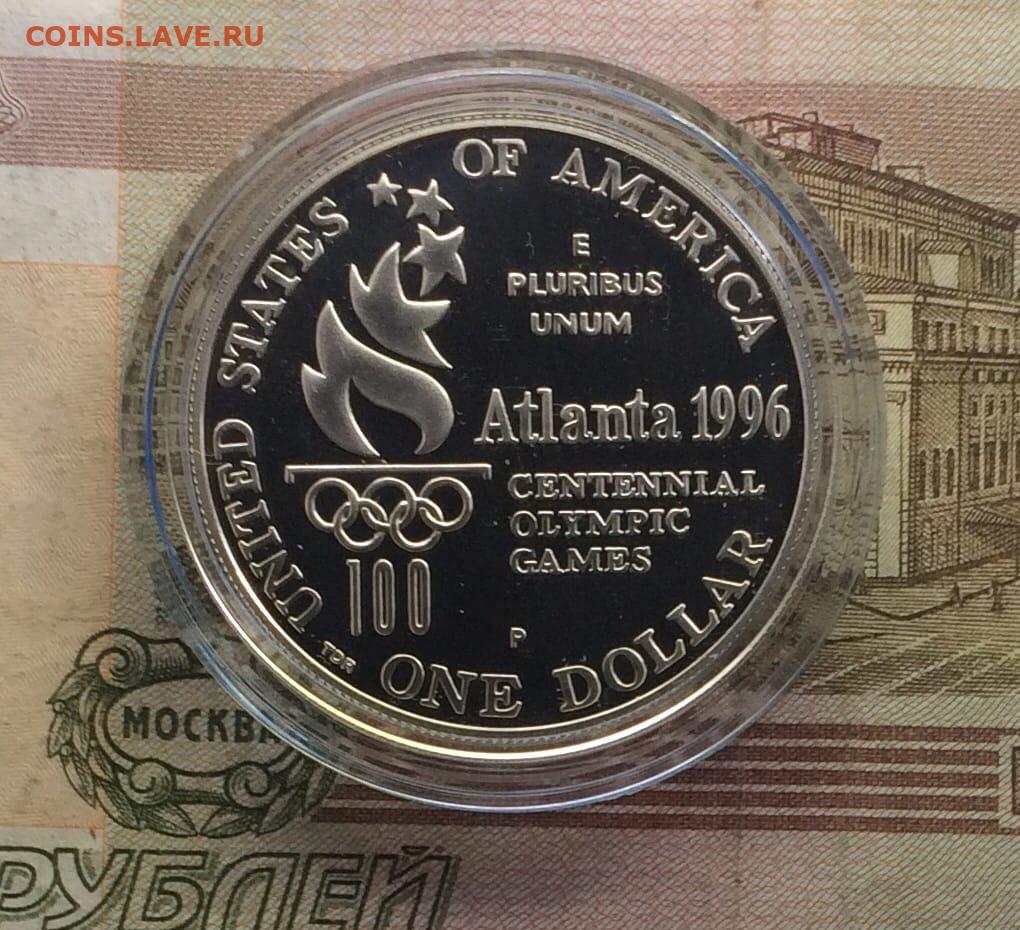 COINS.LAVE.RU
UNITED STATES OF AMERICA
E
PLURIBUS
UNUM
Atlanta 1996
CENTENNIAL
OLYMPIC
GAMES
100
P
TDR
ONE DOLLAR
МОСКВА
РУБЛЕЙ